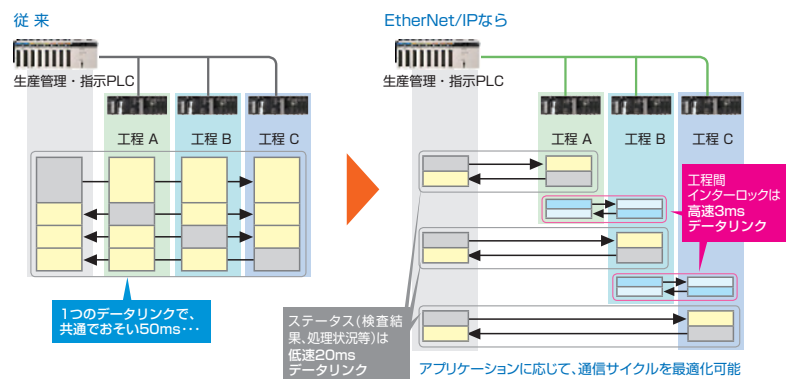 従 来
生産管理・指示PLC
工程 A
工程 B
工程 C
1つのデータリンクで、
共通でおそい50ms・・・
EtherNet/IPなら
生産管理・指示PLC
工程 A
工程 B
工程 C
工程間
インターロックは
高速3ms
データリンク
ステータス(検査結
果、処理状況等)は
低速20ms
データリンク
アプリケーションに応じて、通信サイクルを最適化可能